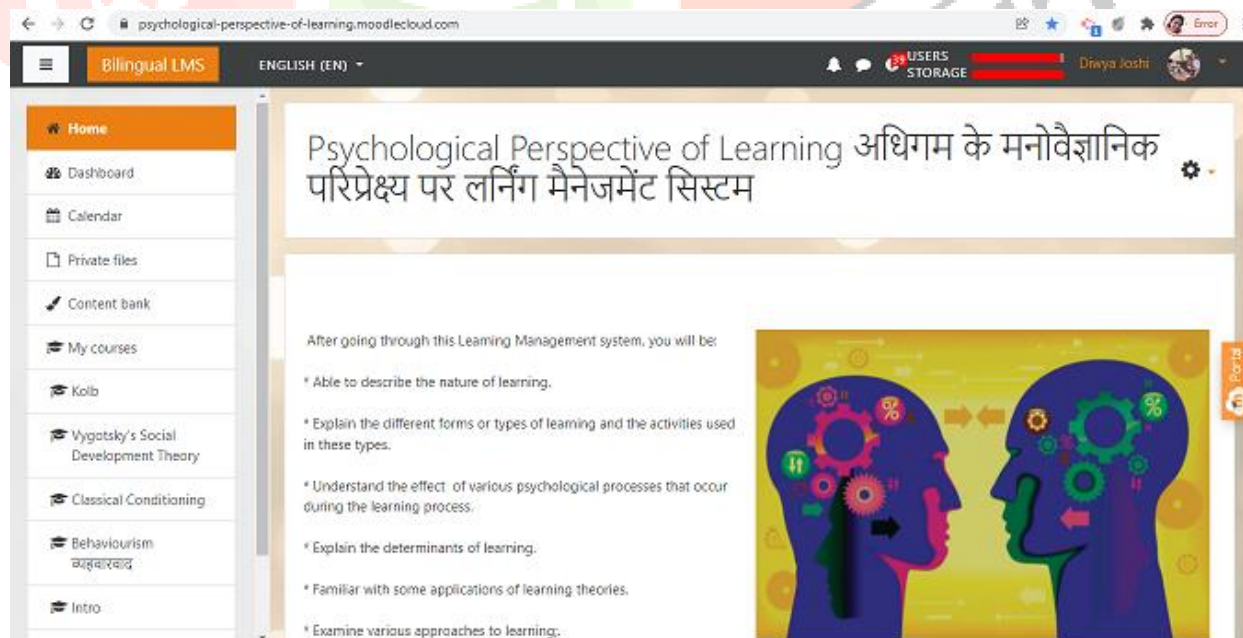 psychological-perspective-of-learning.moodlecloud.com
Error
Bilingual LMS
ENGLISH (EN)
39
USERS
STORAGE
Diwya Joshi
Home
Dashboard
Calendar
Private files
Content bank
My courses
Kolb
Vygotsky's Social
Development Theory
Classical Conditioning
Behaviourism
व्यहवारवाद
Intro
Psychological Perspective of Learning अधिगम के मनोवैज्ञानिक
परिप्रेक्ष्य पर लर्निंग मैनेजमेंट सिस्टम
After going through this Learning Management system, you will be:
* Able to describe the nature of learning.
* Explain the different forms or types of learning and the activities used
in these types.
* Understand the effect of various psychological processes that occur
during the learning process.
* Explain the determinants of learning.
* Familiar with some applications of learning theories.
* Examine various approaches to learning;.
% %
Portal